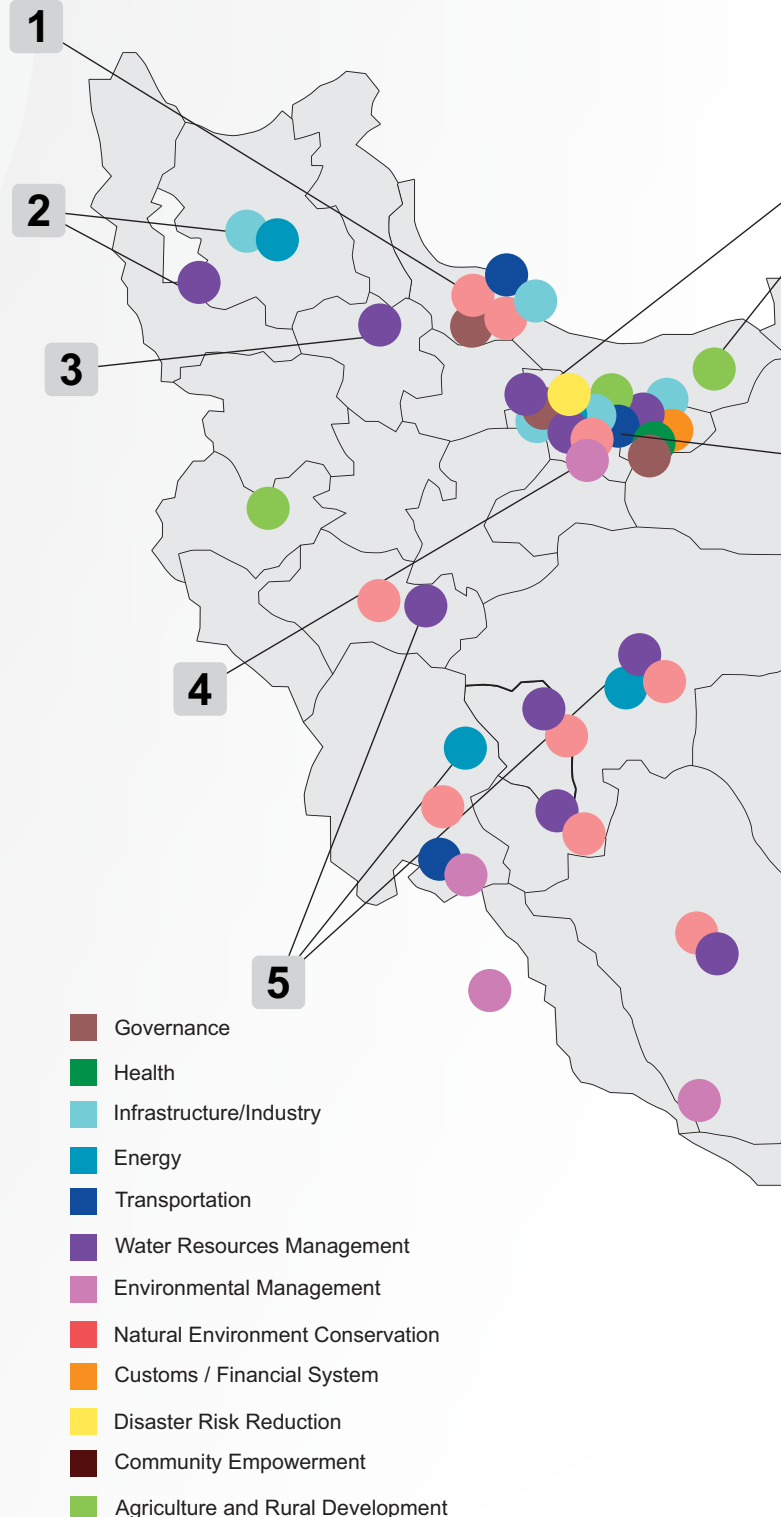 1
2
3
4
5
Governance
Health
Infrastructure/Industry
Energy
Transportation
Water Resources Management
Environmental Management
Natural Environment Conservation
Customs / Financial System
Disaster Risk Reduction
Community Empowerment
Agriculture and Rural Development